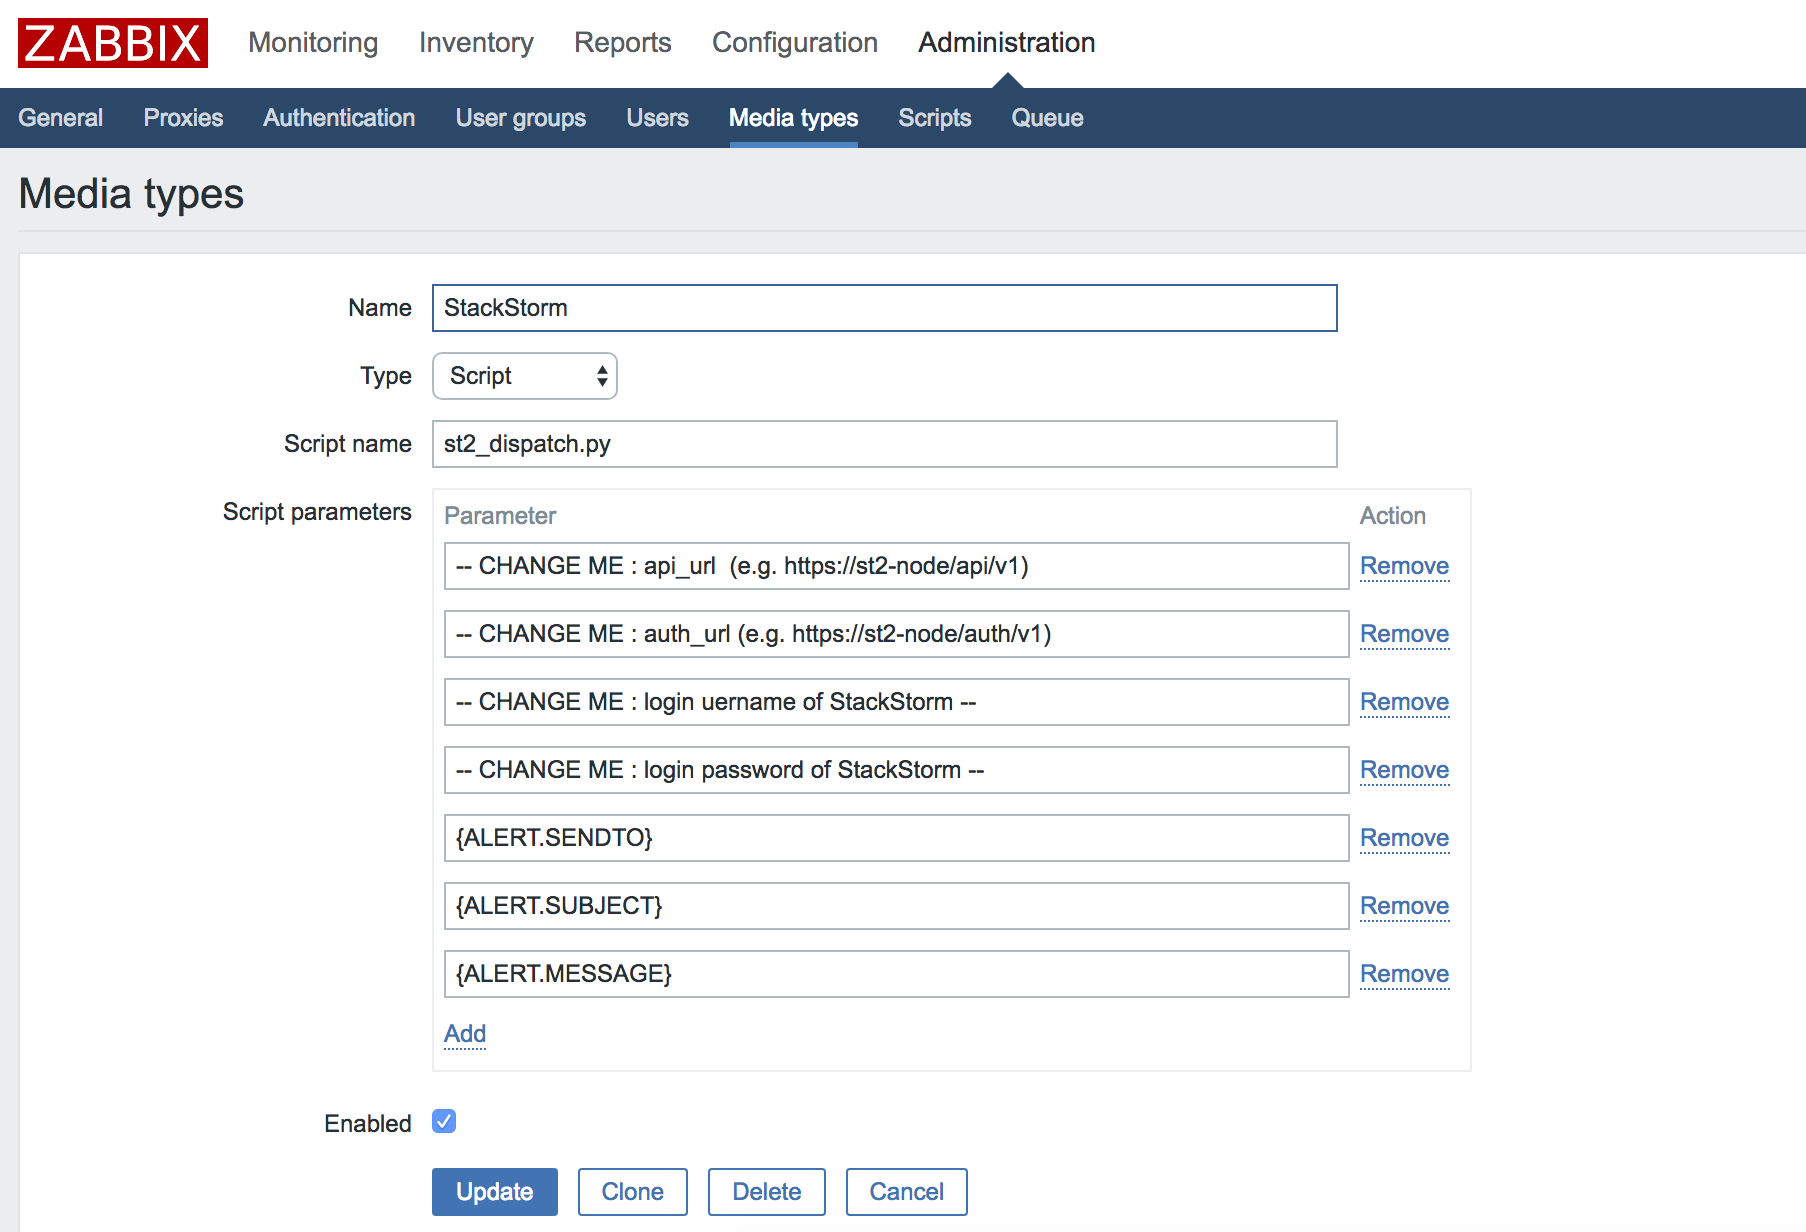 ZABBIX Monitoring Inventory Reports Configuration Administration
General Proxies Authentication User groups Users Media types Scripts Queue
Media types
Name StackStorm
Type Script
Script name st2_dispatch.py
Script parameters Parameter Action
-- CHANGE ME : api_url  (e.g. https://st2-node/api/v1) Remove
-- CHANGE ME : auth_url (e.g. https://st2-node/auth/v1) Remove
-- CHANGE ME : login uername of StackStorm -- Remove
-- CHANGE ME : login password of StackStorm -- Remove
{ALERT.SENDTO} Remove
{ALERT.SUBJECT} Remove
{ALERT.MESSAGE} Remove
Add
Enabled
Update Clone Delete Cancel